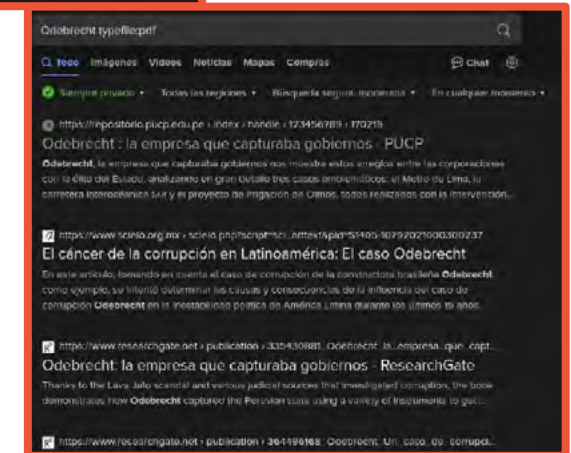 Odebrecht typefile:pdf
Todo Imágenes Videos Noticias Mapas Compras Chat
Siempre privado Todas las regiones Búsqueda segura: moderada En cualquier momento
https://repositorio.pucp.edu.pe › index › handle › 123456789 › 170219
Odebrecht : la empresa que capturaba gobiernos - PUCP
Odebrecht, la empresa que capturaba gobiernos nos muestra estos arreglos entre las corporaciones
con la élite del Estado, analizando en gran detalle tres casos emblemáticos: el Metro de Lima, la
carretera Interoceánica Sur y el proyecto de irrigación de Olmos, todos realizados con la intervención...
https://www.scielo.org.mx › scielo.php?script=sci_arttext&pid=S1405-10792021000300237
El cáncer de la corrupción en Latinoamérica: El caso Odebrecht
En este artículo, tomando en cuenta el caso de corrupción de la constructora brasileña Odebrecht
como ejemplo, se intentó determinar las causas y consecuencias de la influencia del caso de
corrupción Odebrecht en la inestabilidad política de América Latina durante los últimos 15 años.
https://www.researchgate.net › publication › 335430881_Odebrecht_la_empresa_que_capt...
Odebrecht: la empresa que capturaba gobiernos - ResearchGate
Thanks to the Lava Jato scandal and various judicial sources that investigated corruption, the book
demonstrates how Odebrecht captured the Peruvian state using a variety of instruments to get...
https://www.researchgate.net › publication › 364496168_Odebrecht_Un_caso_de_corrupci...